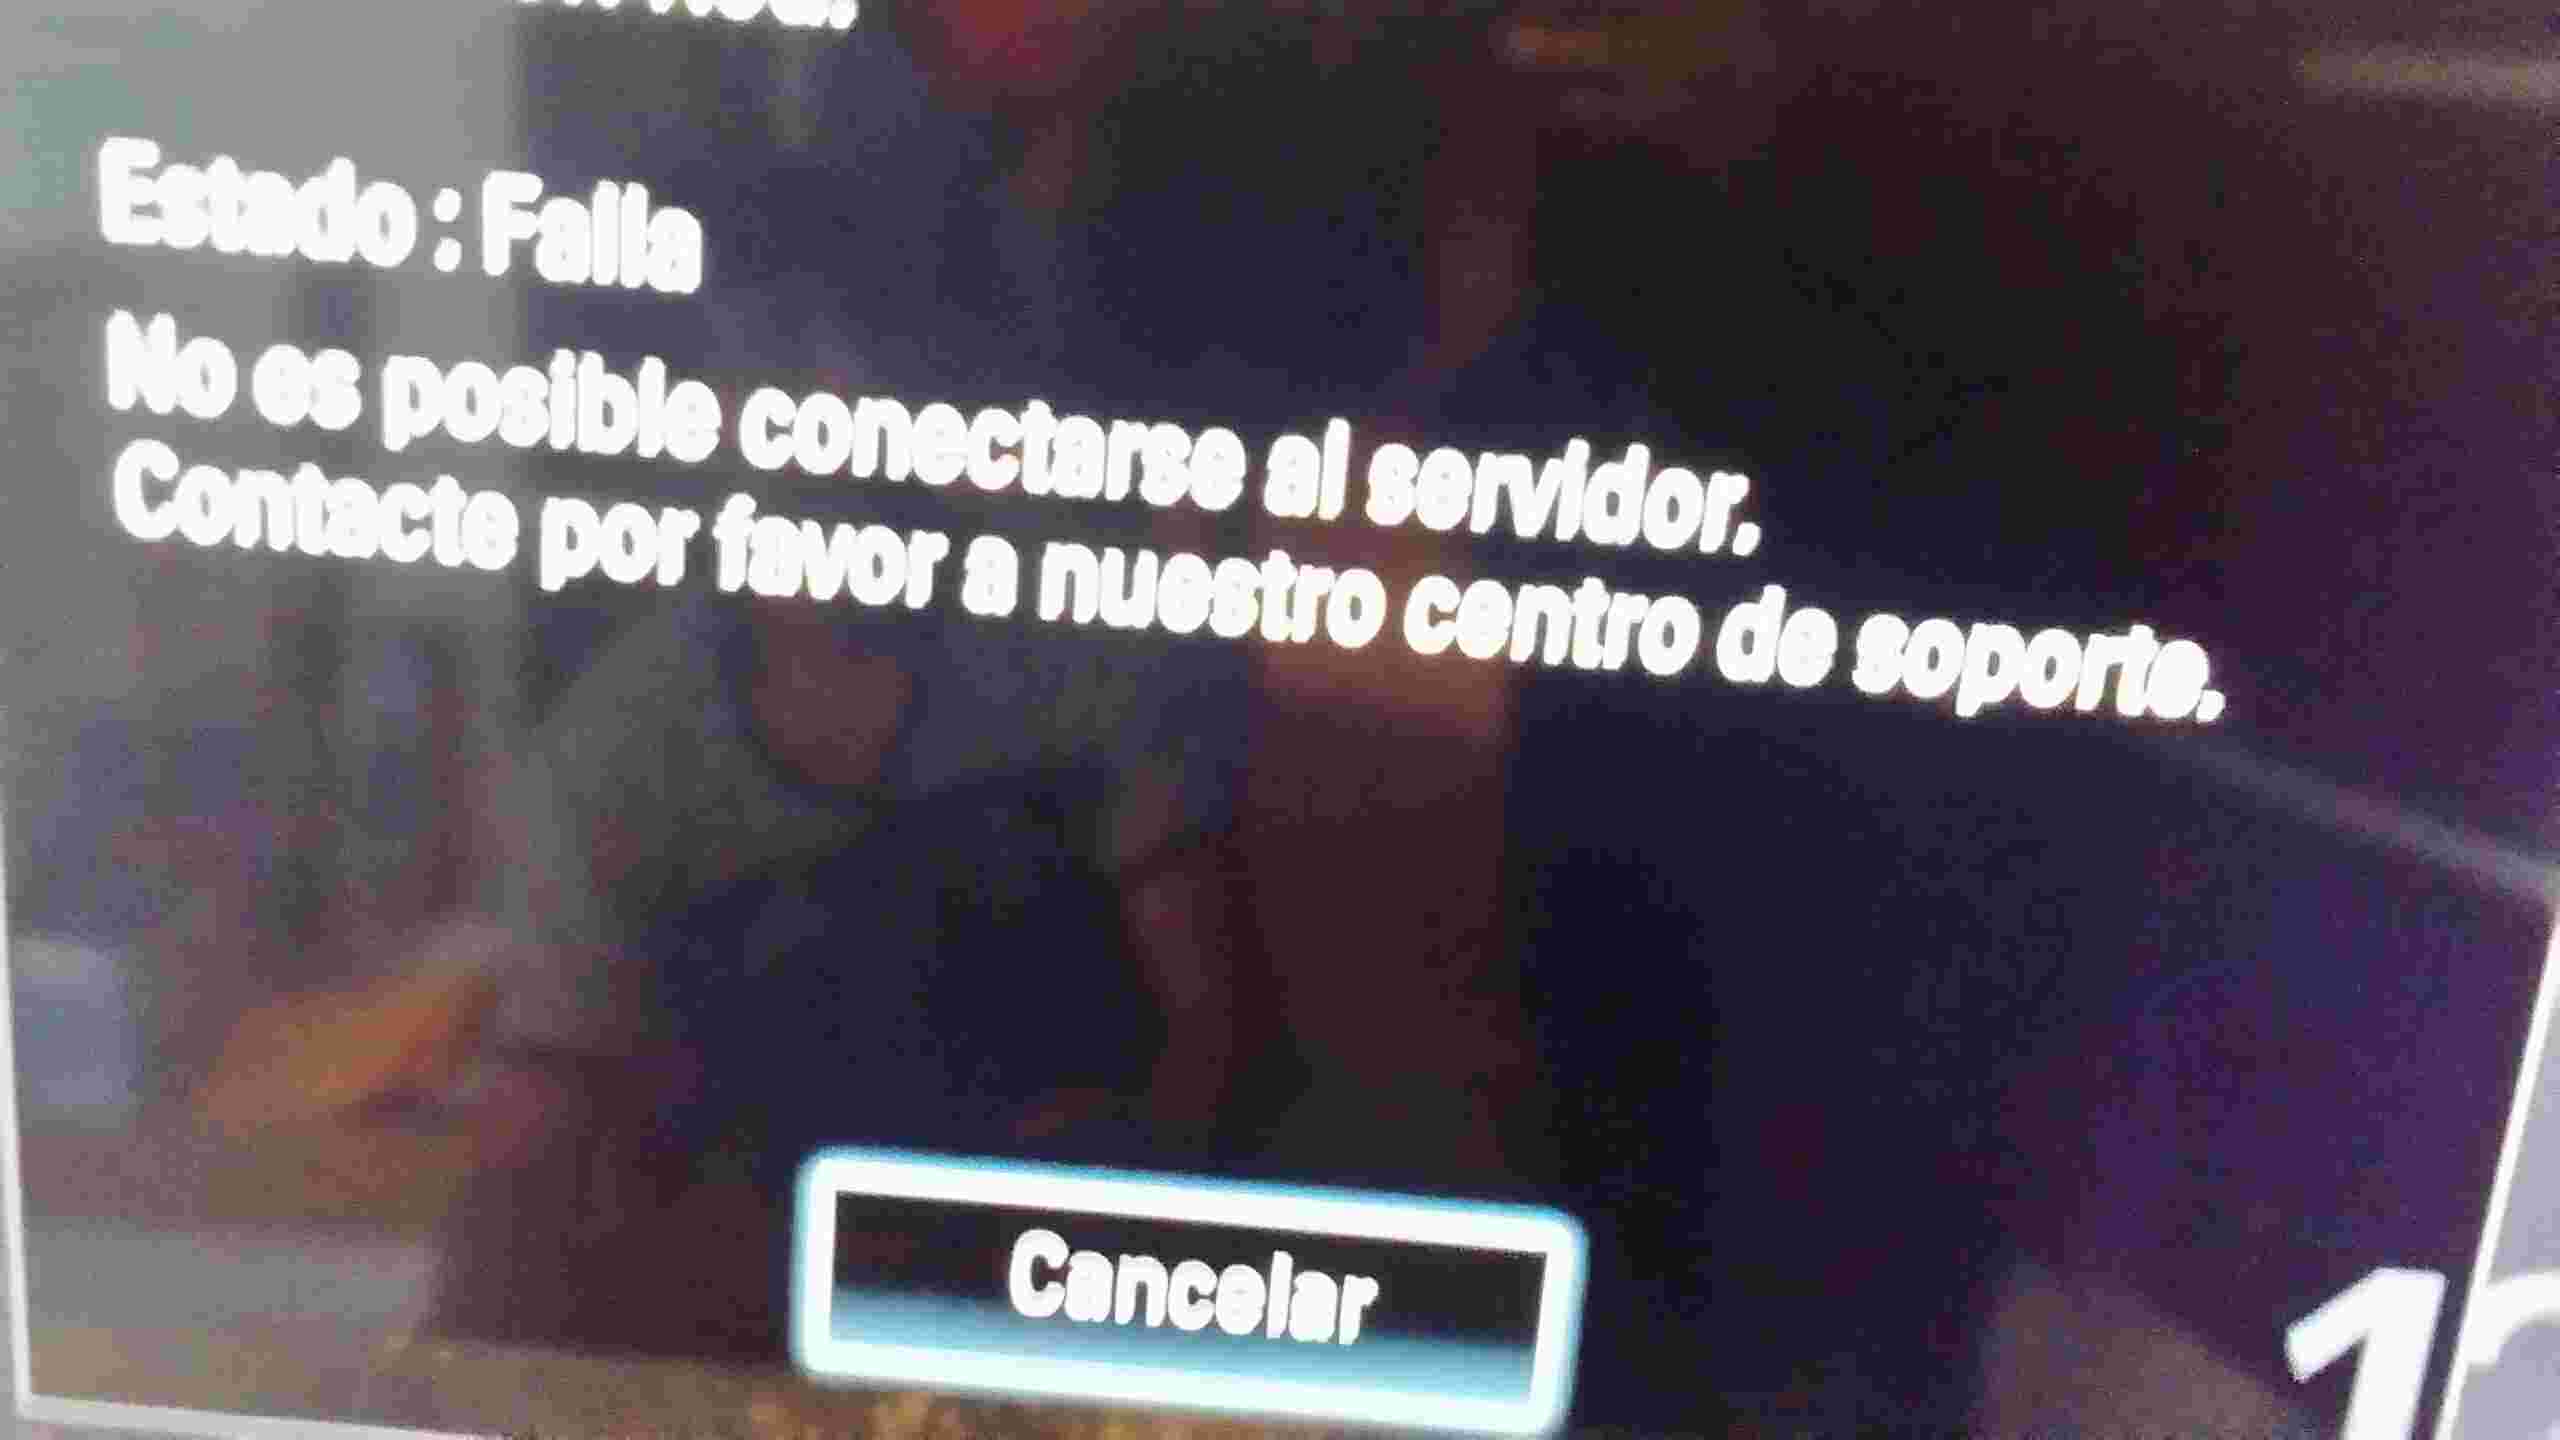 Estado : Falla
No es posible conectarse al servidor.
Contacte por favor a nuestro centro de soporte.
Cancelar